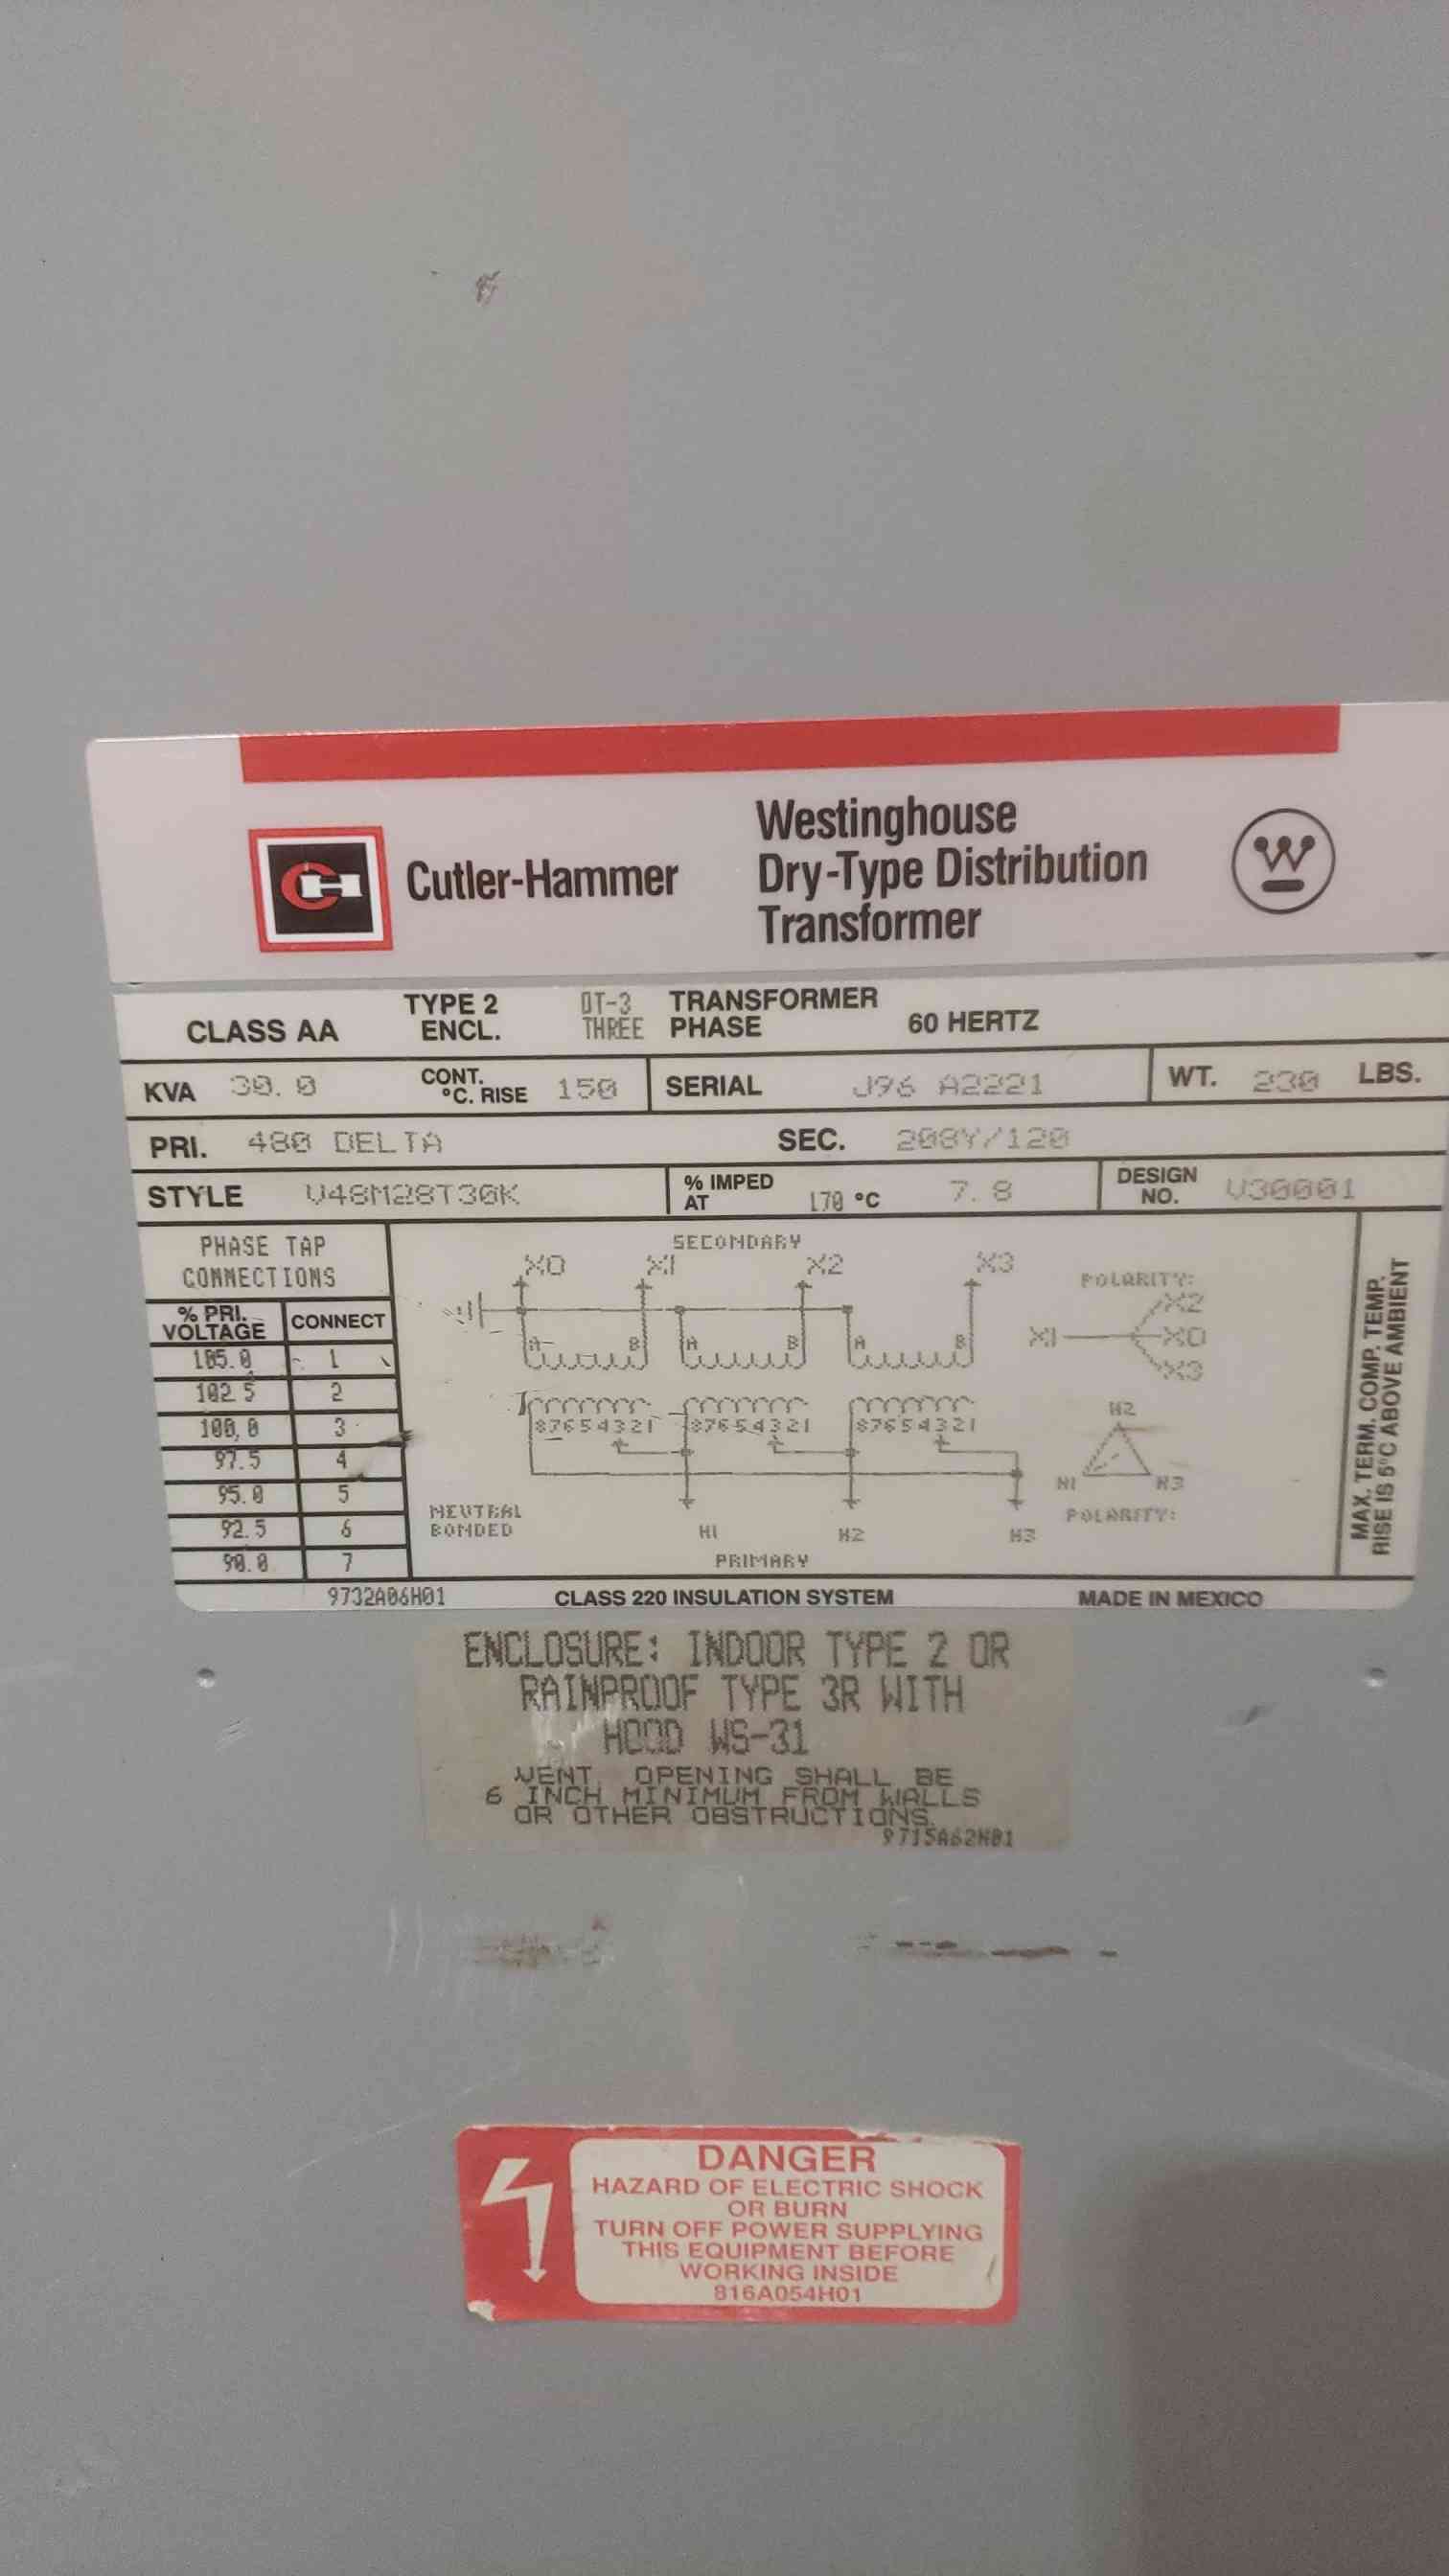 Cutler-Hammer
Westinghouse
Dry-Type Distribution
Transformer
CLASS AA TYPE 2 ENCL. DT-3 THREE TRANSFORMER PHASE 60 HERTZ
KVA 30.0 CONT. °C. RISE 150 SERIAL J96 A2221 WT. 230 LBS.
PRI. 480 DELTA SEC. 208Y/120
STYLE V48M28T30K % IMPED AT 170 °C 7.8 DESIGN NO. V30001
PHASE TAP
CONNECTIONS
% PRI. VOLTAGE CONNECT
105.0 1
102.5 2
100.0 3
97.5 4
95.0 5
92.5 6
90.0 7
SECONDARY
X0 X1 X2 X3
A B A B A B
87654321 87654321 87654321
NEUTRAL
BONDED
H1 H2 H3
PRIMARY
POLARITY:
X2
X1 X0
X3
H2
H1 H3
POLARITY:
MAX. TERM. COMP. TEMP.
RISE IS 5°C ABOVE AMBIENT
9732A06H01 CLASS 220 INSULATION SYSTEM MADE IN MEXICO
ENCLOSURE: INDOOR TYPE 2 OR
RAINPROOF TYPE 3R WITH
HOOD WS-31
VENT. OPENING SHALL BE
6 INCH MINIMUM FROM WALLS
OR OTHER OBSTRUCTIONS.
9715A62H01
DANGER
HAZARD OF ELECTRIC SHOCK
OR BURN
TURN OFF POWER SUPPLYING
THIS EQUIPMENT BEFORE
WORKING INSIDE
816A054H01